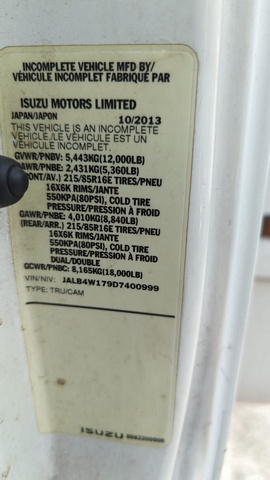 INCOMPLETE VEHICLE MFD BY/
VÉHICULE INCOMPLET FABRIQUÉ PAR
ISUZU MOTORS LIMITED
JAPAN/JAPON 10/2013
THIS VEHICLE IS AN INCOMPLETE
VEHICLE./LE VÉHICULE EST UN
VÉHICULE INCOMPLET.
GVWR/PNBV: 5,443KG(12,000LB)
GAWR/PNBE: 2,431KG(5,360LB)
(FRONT/AV.) 215/85R16E TIRES/PNEU
16X6K RIMS/JANTE
550KPA(80PSI), COLD TIRE
PRESSURE/PRESSION À FROID
GAWR/PNBE: 4,010KG(8,840LB)
(REAR/ARR.) 215/85R16E TIRES/PNEU
16X6K RIMS/JANTE
550KPA(80PSI), COLD TIRE
PRESSURE/PRESSION À FROID
DUAL/DOUBLE
GCWR/PNBC: 8,165KG(18,000LB)
VIN/NIV: JALB4W179D7400999
TYPE: TRU/CAM
ISUZU